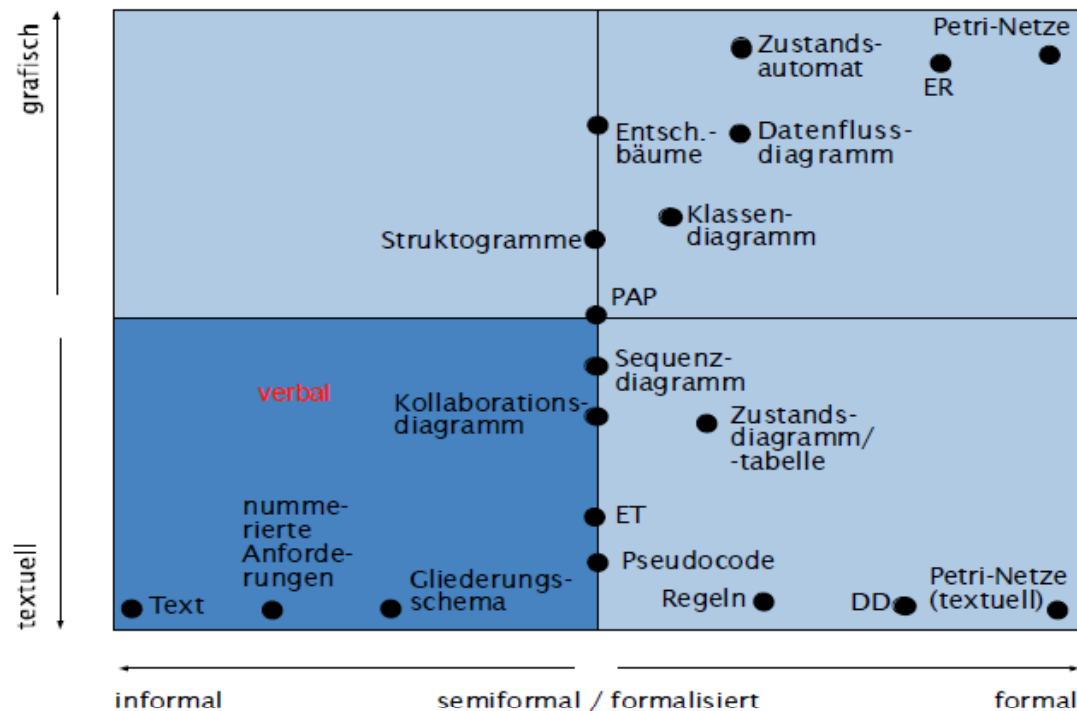 grafisch
textuell
Petri-Netze
Zustands-
automat
ER
Entsch.-
bäume
Datenfluss-
diagramm
Klassen-
diagramm
Struktogramme
PAP
Sequenz-
diagramm
verbal
Kollaborations-
diagramm
Zustands-
diagramm/
-tabelle
numme-
rierte
Anforde-
rungen
ET
Pseudocode
Gliederungs-
schema
Text
Regeln
DD
Petri-Netze
(textuell)
informal
semiformal / formalisiert
formal